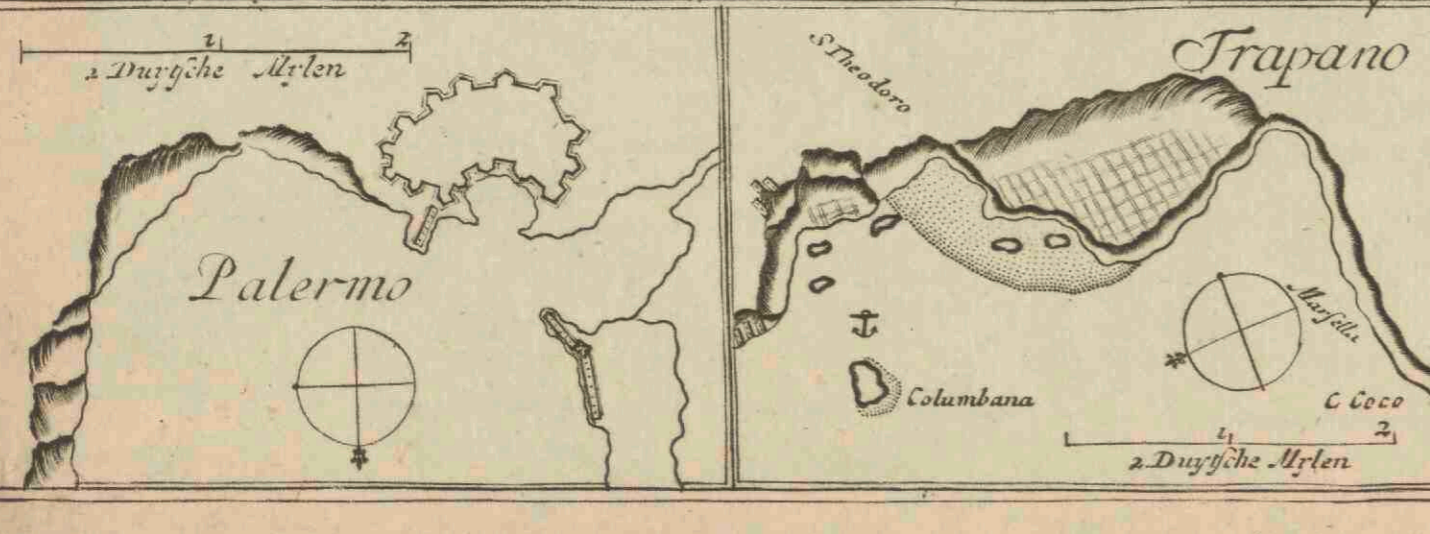 1 2
2 Duytsche Mylen
Palermo
S Theodoro
Trapano
Marsella
Columbana
C Coco
1 2
2 Duytsche Mylen